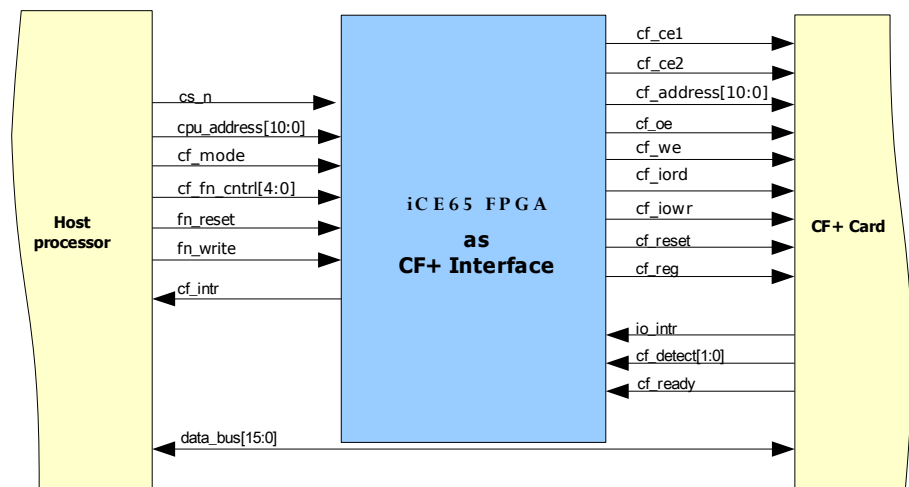 cs_n
cpu_address[10:0]
cf_mode
cf_fn_cntrl[4:0]
fn_reset
fn_write
cf_intr
Host
processor
iCE65 FPGA
as
CF+ Interface
cf_ce1
cf_ce2
cf_address[10:0]
cf_oe
cf_we
cf_iord
cf_iowr
cf_reset
cf_reg
io_intr
cf_detect[1:0]
cf_ready
CF+ Card
data_bus[15:0]